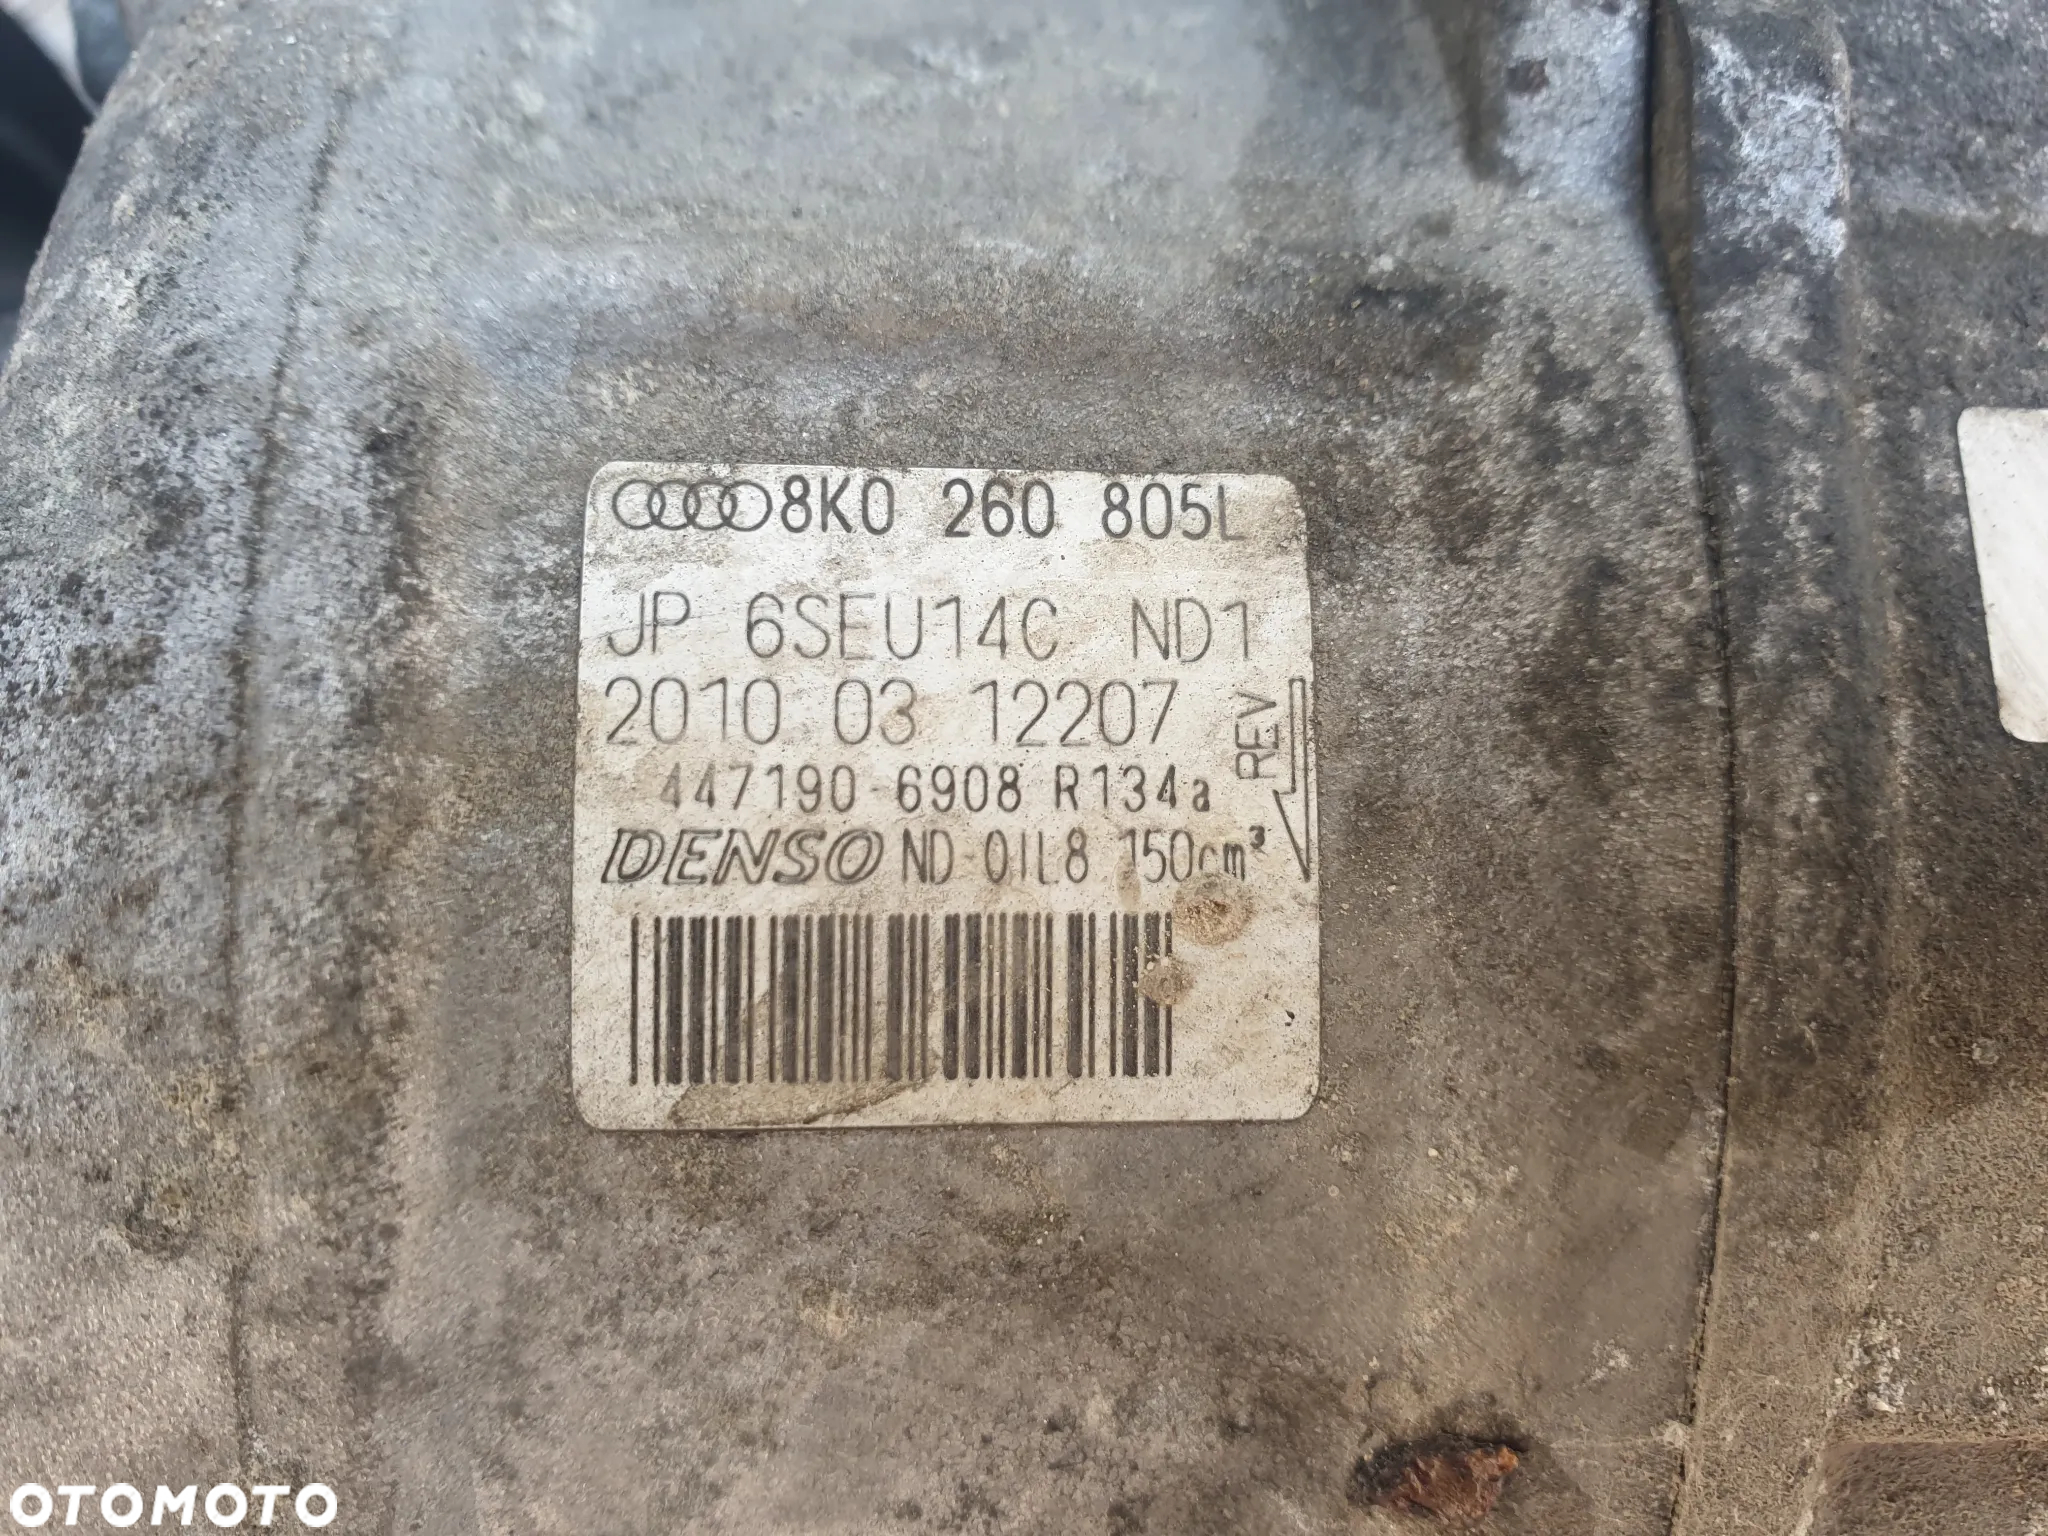 8K0 260 805L
JP 6SEU14C ND1
2010 03 12207
REV
447190-6908 R134a
DENSO ND-OIL8 150cm³
OTOMOTO